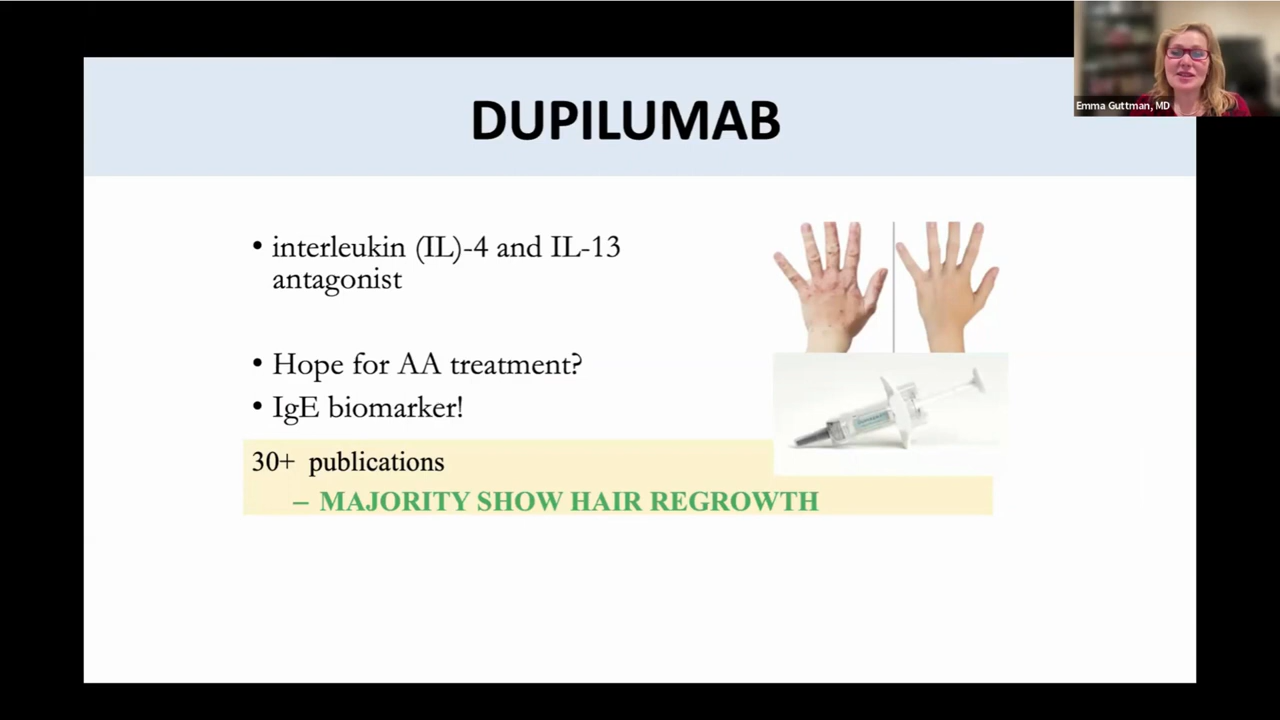 Emma Guttman, MD
DUPILUMAB
• interleukin (IL)-4 and IL-13
antagonist
• Hope for AA treatment?
• IgE biomarker!
30+ publications
– MAJORITY SHOW HAIR REGROWTH